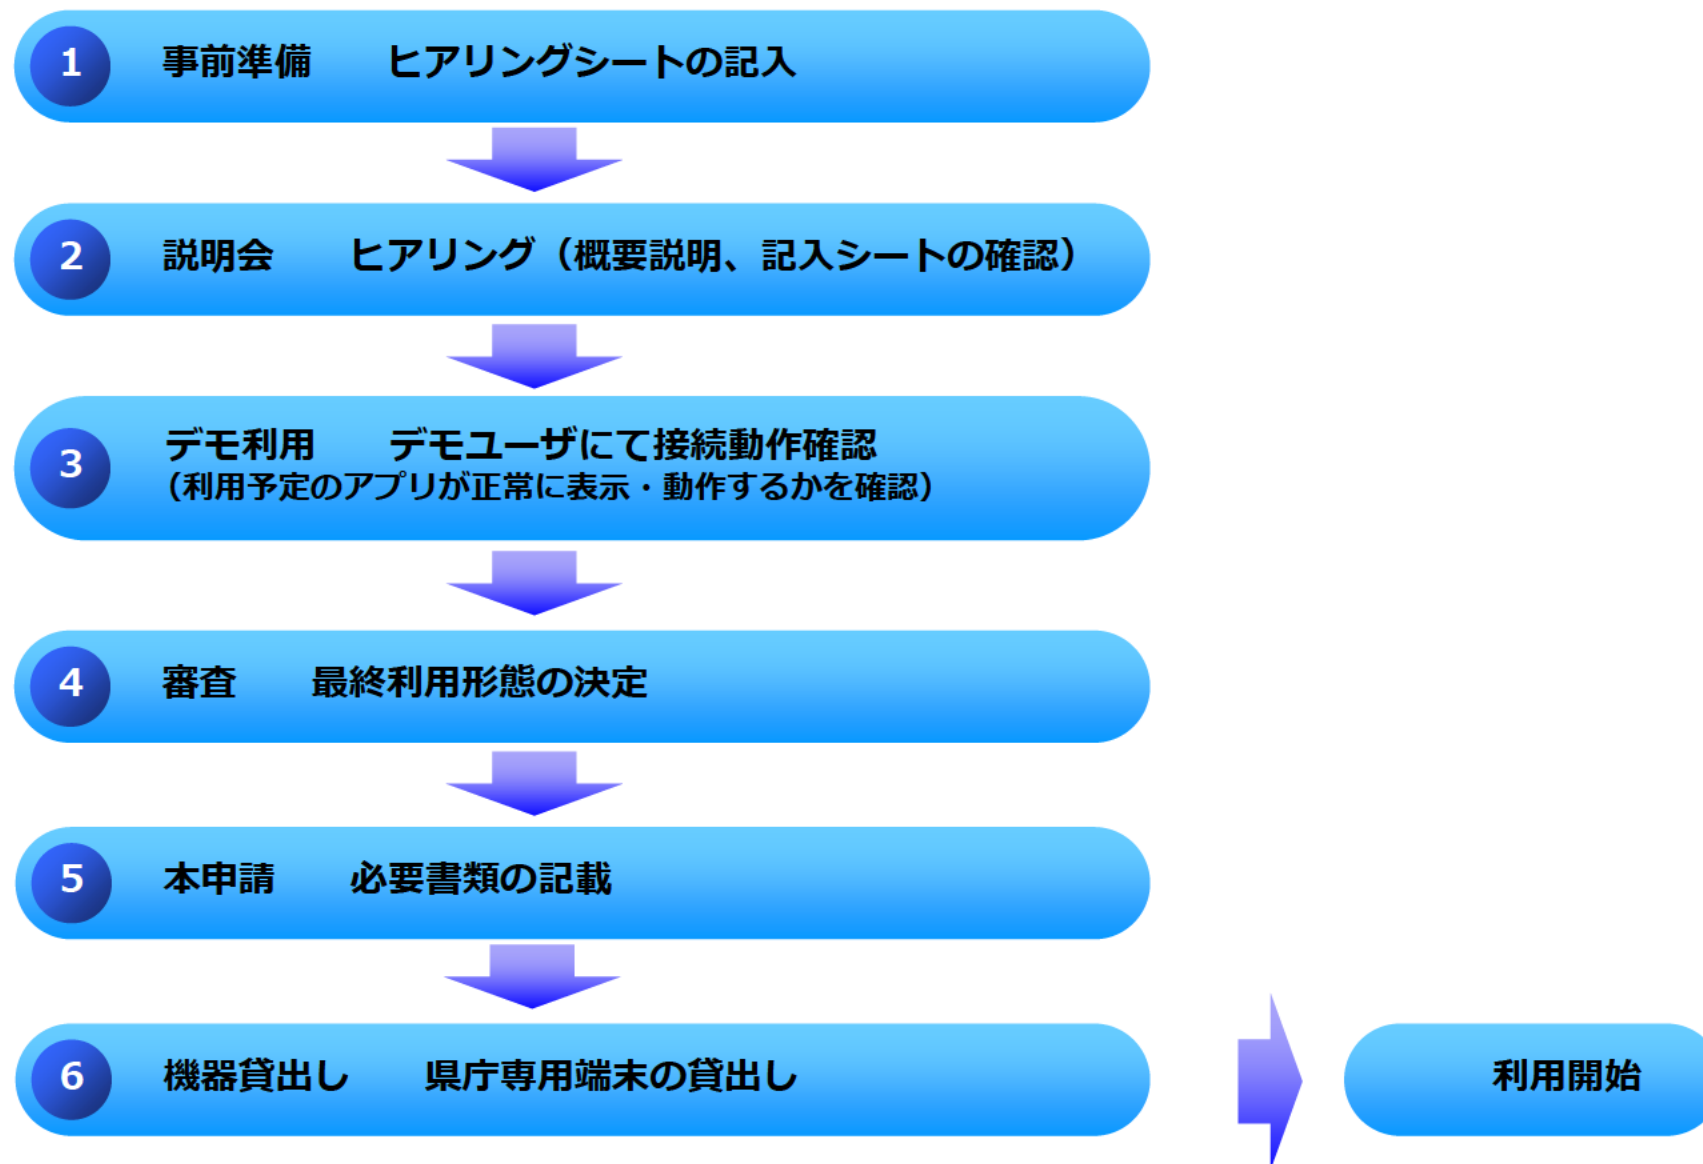 1 事前準備 ヒアリングシートの記入
2 説明会 ヒアリング（概要説明、記入シートの確認）
3 デモ利用 デモユーザにて接続動作確認
（利用予定のアプリが正常に表示・動作するかを確認）
4 審査 最終利用形態の決定
5 本申請 必要書類の記載
6 機器貸出し 県庁専用端末の貸出し
利用開始